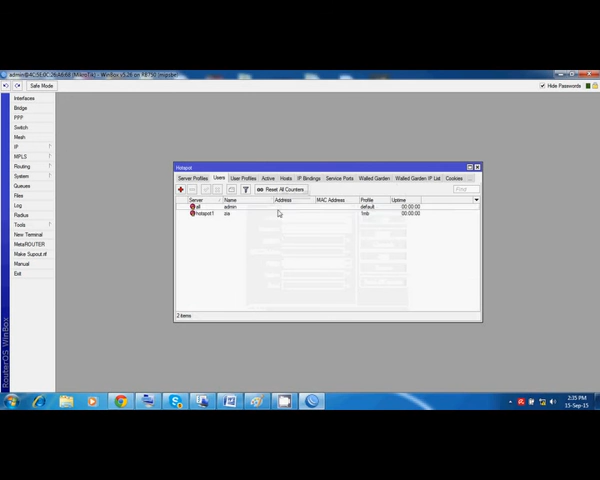 admin@4C:5E:0C:26:A6:68 (MikroTik) - WinBox v5.26 on RB750 (mipsbe)
Safe Mode
Hide Passwords
Interfaces
Bridge
PPP
Switch
Mesh
IP
MPLS
Routing
System
Queues
Files
Log
Radius
Tools
New Terminal
MetaROUTER
Make Supout.rif
Manual
Exit
RouterOS WinBox
Hotspot
Server Profiles Users User Profiles Active Hosts IP Bindings Service Ports Walled Garden Walled Garden IP List Cookies ...
Reset All Counters
Find
Server Name Address MAC Address Profile Uptime
all admin default 00:00:00
hotspot1 zia 1mb 00:00:00
2 items
2:35 PM
15-Sep-15